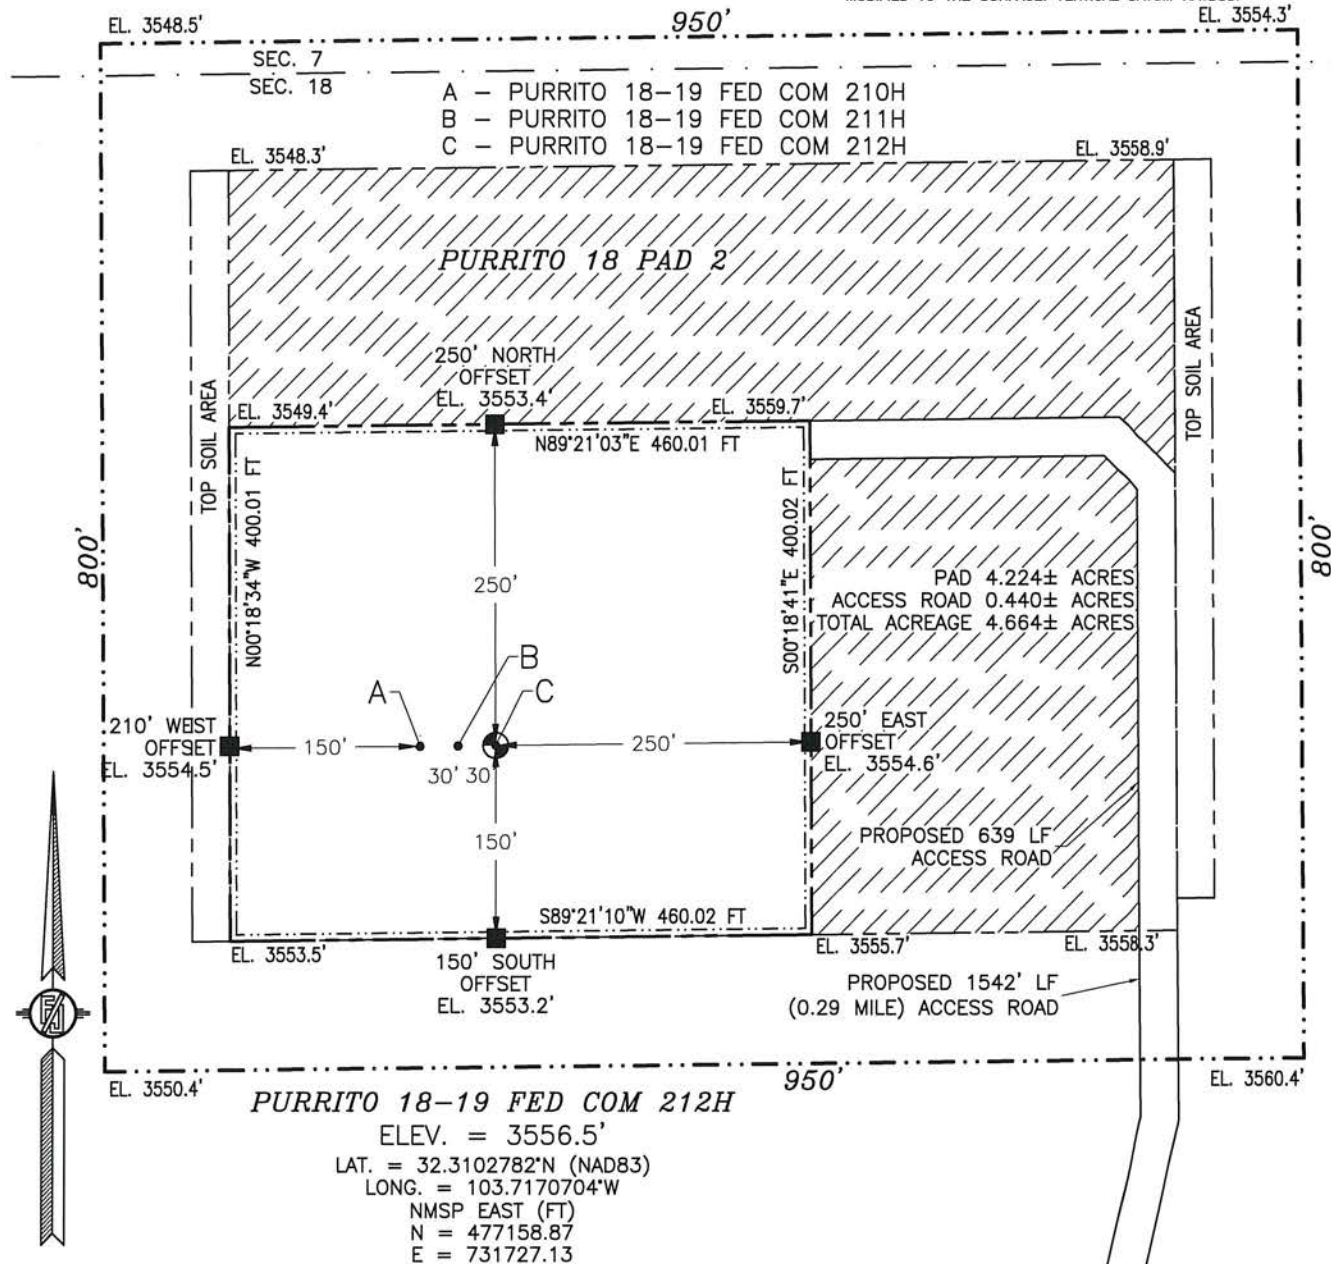 EL. 3548.5'
950'
EL. 3554.3'
SEC. 7
SEC. 18
A - PURRITO 18-19 FED COM 210H
B - PURRITO 18-19 FED COM 211H
C - PURRITO 18-19 FED COM 212H
EL. 3548.3'
EL. 3558.9'
PURRITO 18 PAD 2
TOP SOIL AREA
TOP SOIL AREA
250' NORTH
OFFSET
EL. 3553.4'
EL. 3549.4'
EL. 3559.7'
N89°21'03"E 460.01 FT
N00°18'34"W 400.01 FT
S00°18'41"E 400.02 FT
800'
800'
250'
PAD 4.224± ACRES
ACCESS ROAD 0.440± ACRES
TOTAL ACREAGE 4.664± ACRES
A
B
C
210' WEST
OFFSET
EL. 3554.5'
150'
250'
250' EAST
OFFSET
EL. 3554.6'
30' 30'
150'
PROPOSED 639 LF
ACCESS ROAD
S89°21'10"W 460.02 FT
EL. 3553.5'
EL. 3555.7'
EL. 3558.3'
150' SOUTH
OFFSET
EL. 3553.2'
PROPOSED 1542' LF
(0.29 MILE) ACCESS ROAD
EL. 3550.4'
950'
EL. 3560.4'
PURRITO 18-19 FED COM 212H
ELEV. = 3556.5'
LAT. = 32.3102782°N (NAD83)
LONG. = 103.7170704°W
NMSP EAST (FT)
N = 477158.87
E = 731727.13